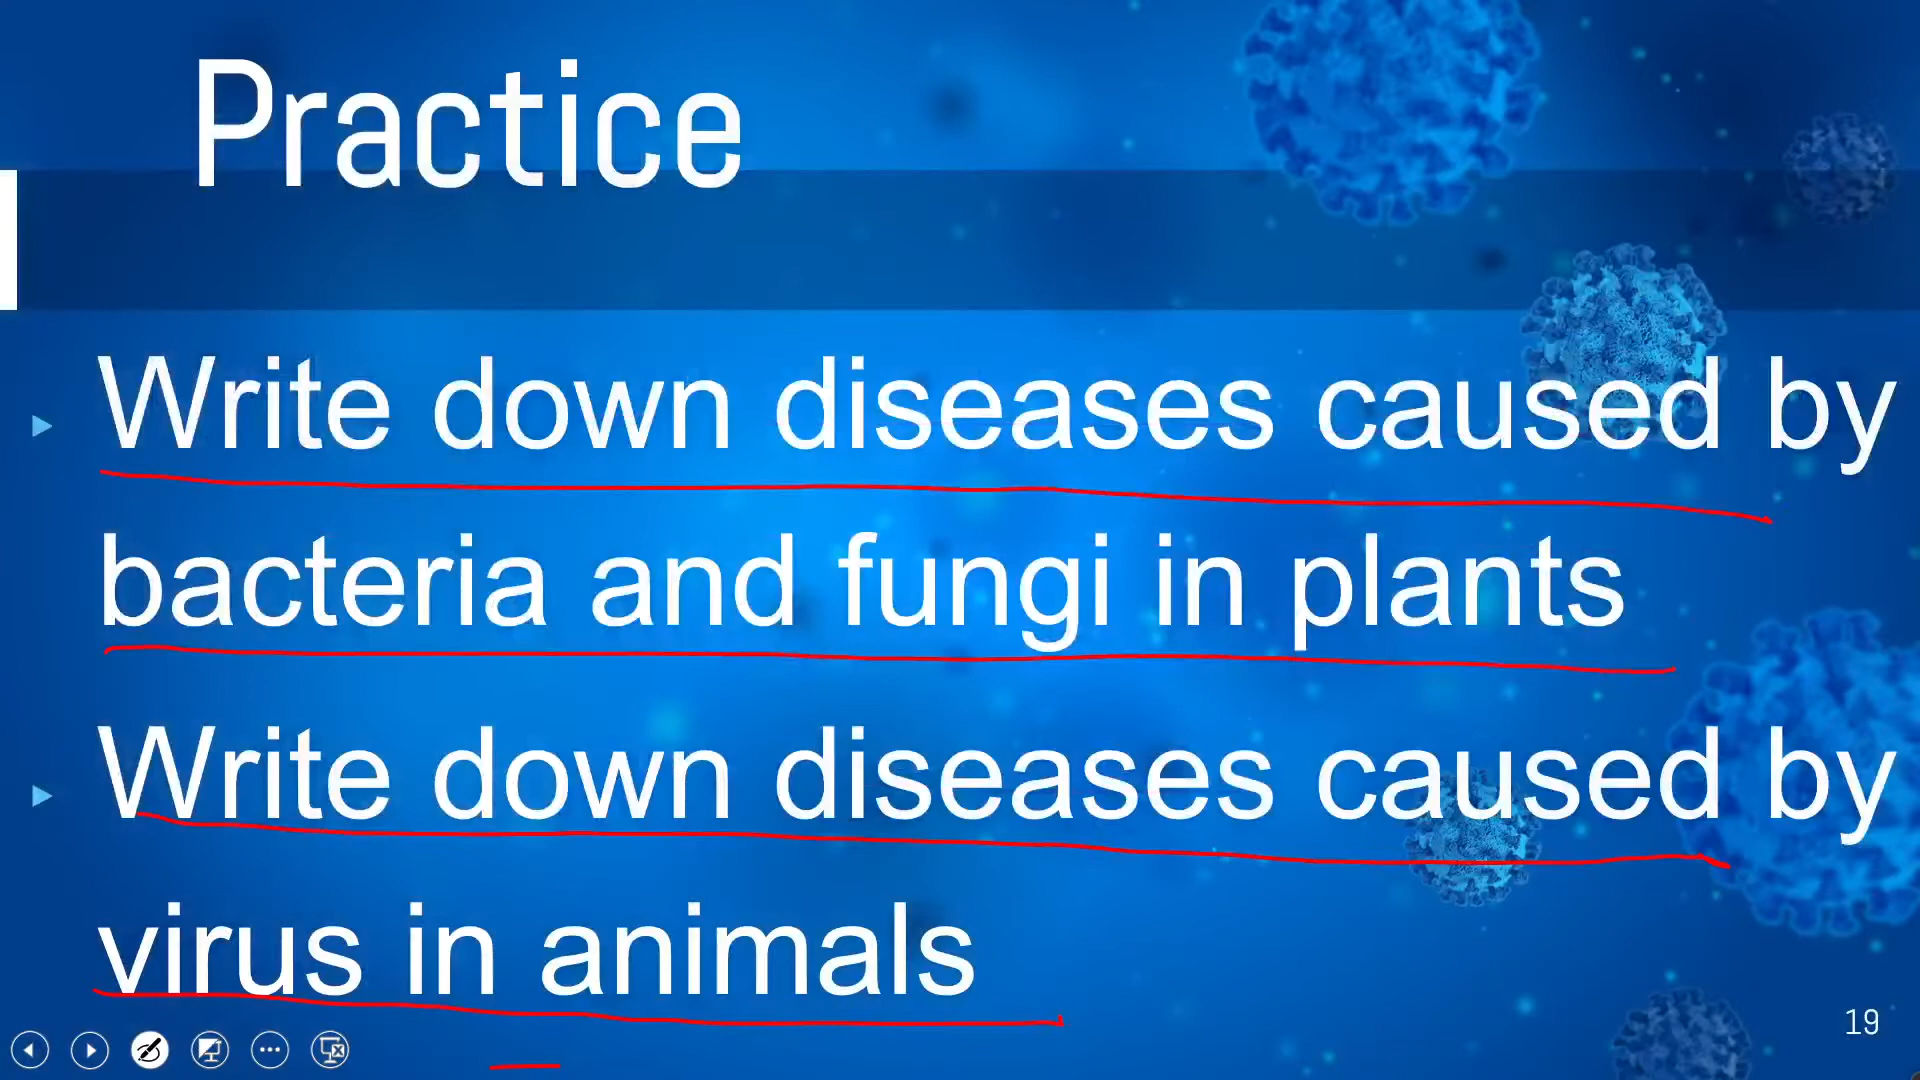 Practice
Write down diseases caused by
bacteria and fungi in plants
Write down diseases caused by
virus in animals
19